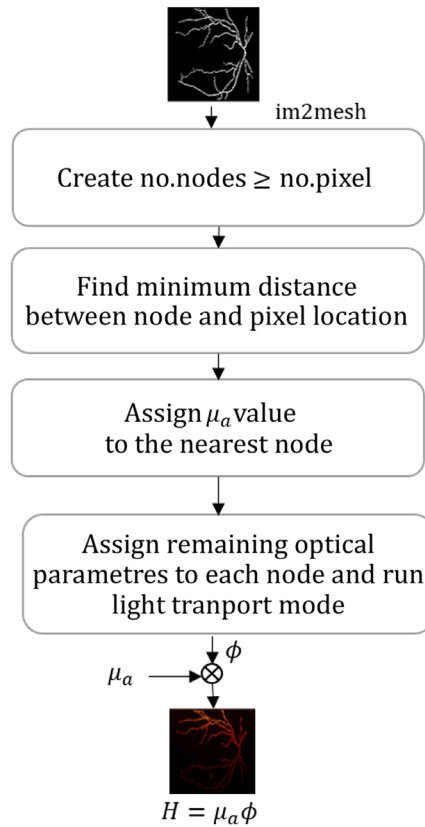 im2mesh
Create no.nodes ≥ no.pixel
Find minimum distance
between node and pixel location
Assign μₐ value
to the nearest node
Assign remaining optical
parametres to each node and run
light tranport mode
ϕ
μₐ
H = μₐϕ